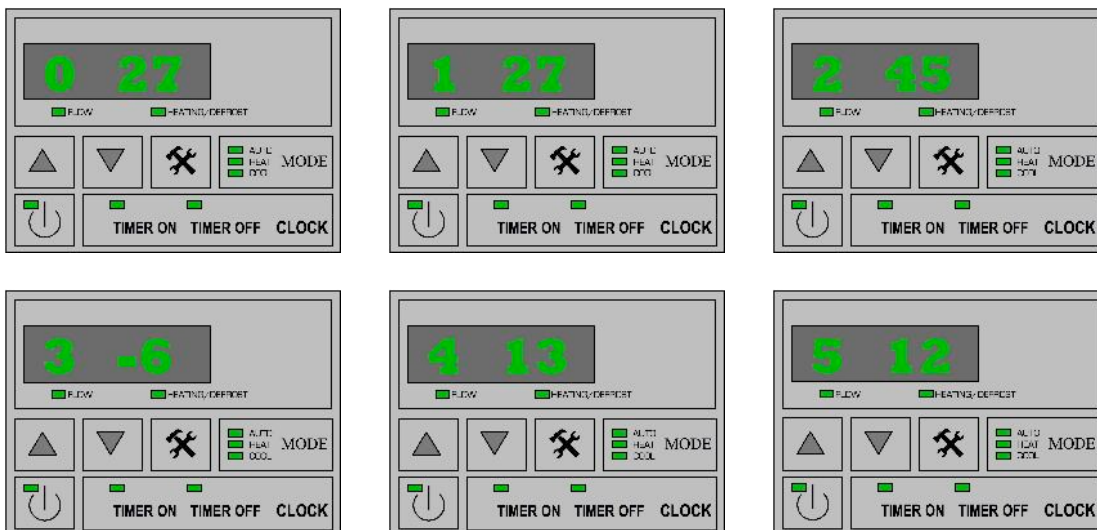 0 27
FLOW HEATING/DEFROST
AUTO
HEAT MODE
COOL
TIMER ON TIMER OFF CLOCK
1 27
FLOW HEATING/DEFROST
AUTO
HEAT MODE
COOL
TIMER ON TIMER OFF CLOCK
2 45
FLOW HEATING/DEFROST
AUTO
HEAT MODE
COOL
TIMER ON TIMER OFF CLOCK
3 -6
FLOW HEATING/DEFROST
AUTO
HEAT MODE
COOL
TIMER ON TIMER OFF CLOCK
4 13
FLOW HEATING/DEFROST
AUTO
HEAT MODE
COOL
TIMER ON TIMER OFF CLOCK
5 12
FLOW HEATING/DEFROST
AUTO
HEAT MODE
COOL
TIMER ON TIMER OFF CLOCK